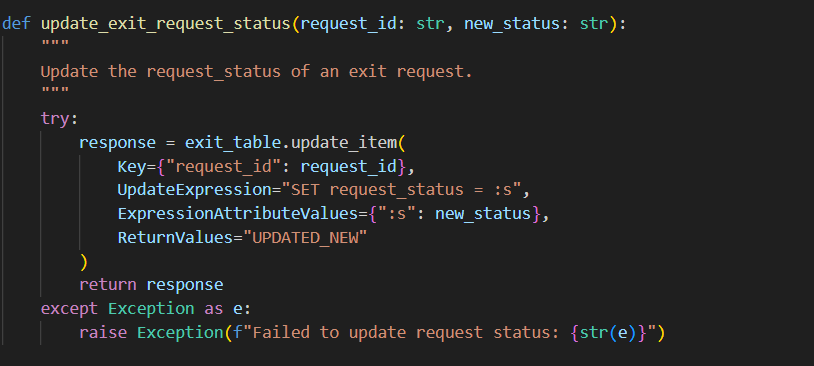 def update_exit_request_status(request_id: str, new_status: str):
    """
    Update the request_status of an exit request.
    """
    try:
        response = exit_table.update_item(
            Key={"request_id": request_id},
            UpdateExpression="SET request_status = :s",
            ExpressionAttributeValues={":s": new_status},
            ReturnValues="UPDATED_NEW"
        )
        return response
    except Exception as e:
        raise Exception(f"Failed to update request status: {str(e)}")